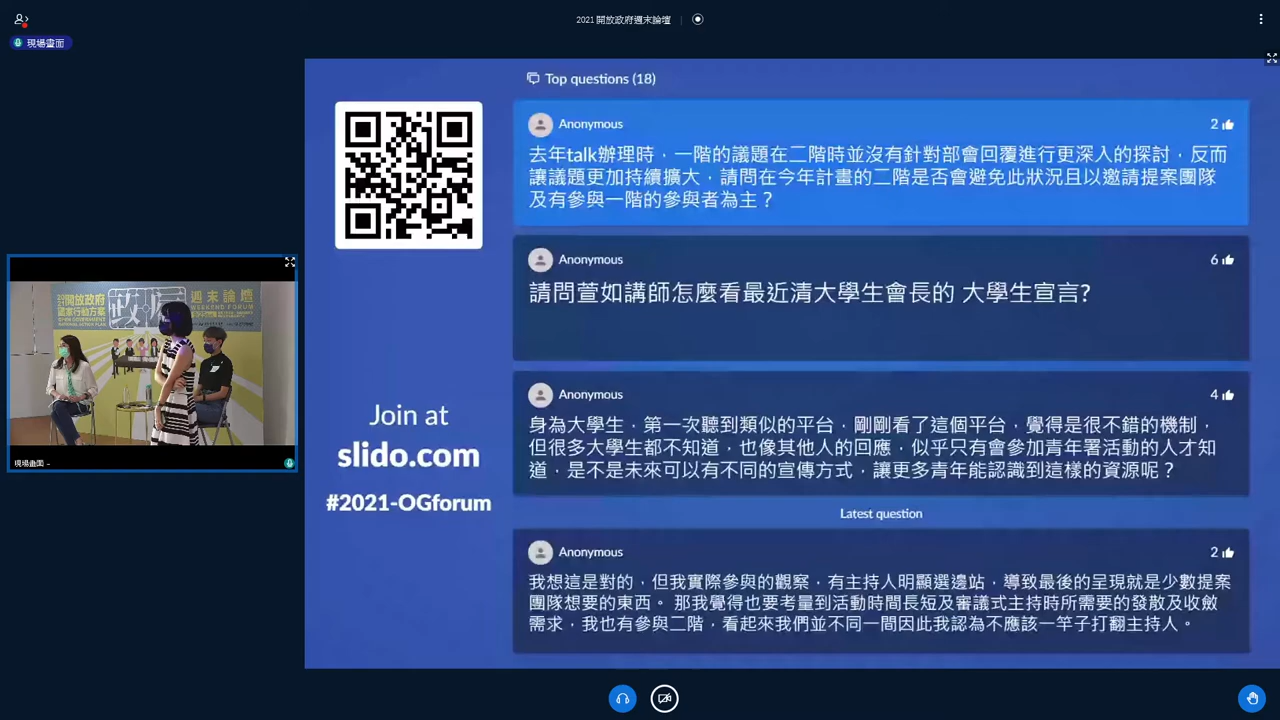 2021 開放政府週末論壇
現場畫面
Top questions (18)
Anonymous
2
去年talk辦理時，一階的議題在二階時並沒有針對部會回覆進行更深入的探討，反而
讓議題更加持續擴大，請問在今年計畫的二階是否會避免此狀況且以邀請提案團隊
及有參與一階的參與者為主？
Anonymous
6
請問萱如講師怎麼看最近清大學生會長的 大學生宣言?
Anonymous
4
身為大學生，第一次聽到類似的平台，剛剛看了這個平台，覺得是很不錯的機制，
但很多大學生都不知道，也像其他人的回應，似乎只有會參加青年署活動的人才知
道，是不是未來可以有不同的宣傳方式，讓更多青年能認識到這樣的資源呢？
Latest question
Anonymous
2
我想這是對的，但我實際參與的觀察，有主持人明顯選邊站，導致最後的呈現就是少數提案
團隊想要的東西。 那我覺得也要考量到活動時間長短及審議式主持時所需要的發散及收斂
需求，我也有參與二階，看起來我們並不同一間因此我認為不應該一竿子打翻主持人。
Join at
slido.com
#2021-OGforum
開放政府
國家行動方案
週末論壇
WEEKEND FORUM
現場畫面 -